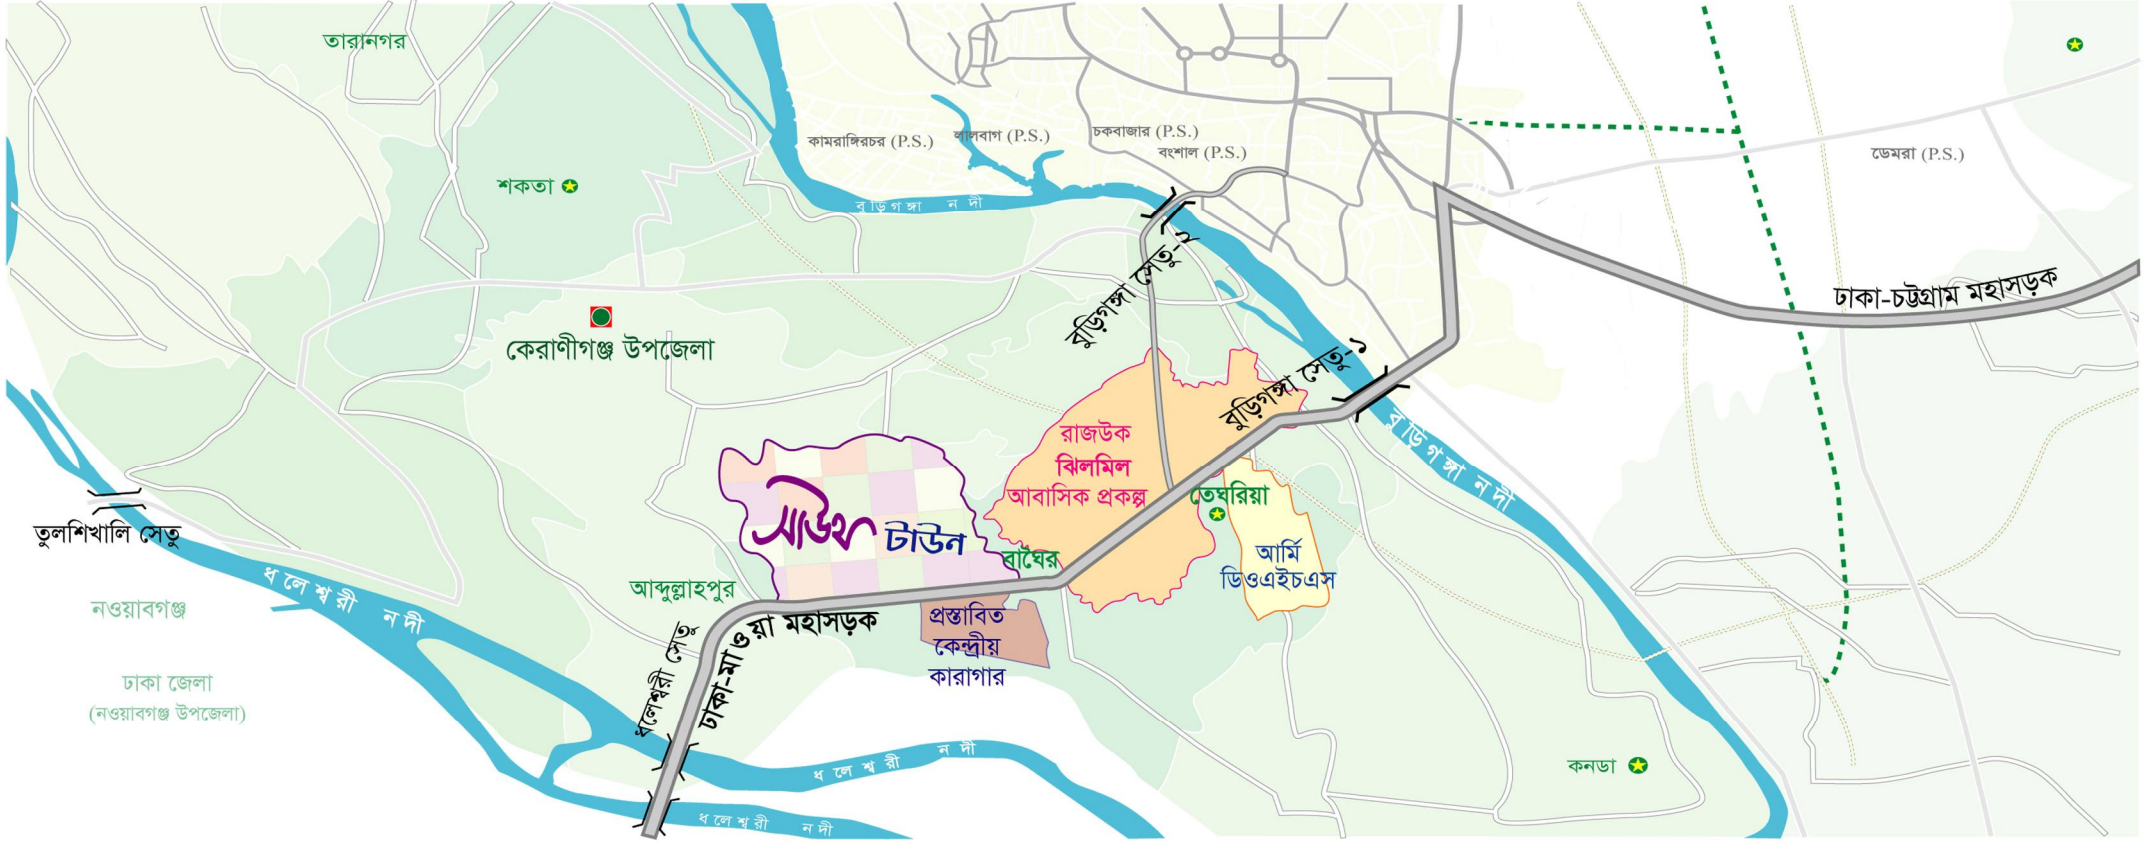 তারানগর
কামরাঙ্গিরচর (P.S.)
লালবাগ (P.S.)
চকবাজার (P.S.)
বংশাল (P.S.)
ডেমরা (P.S.)
শকতা
বুড়িগঙ্গা নদী
বুড়িগঙ্গা সেতু-২
ঢাকা-চট্টগ্রাম মহাসড়ক
কেরাণীগঞ্জ উপজেলা
বুড়িগঙ্গা সেতু-১
বুড়িগঙ্গা নদী
রাজউক
ঝিলমিল
আবাসিক প্রকল্প
তেঘরিয়া
সাউথ টাউন
বাঘৈর
আর্মি
ডিওএইচএস
তুলশিখালি সেতু
ধলেশ্বরী নদী
আব্দুল্লাহপুর
নওয়াবগঞ্জ
ঢাকা-মাওয়া মহাসড়ক
প্রস্তাবিত
কেন্দ্রীয়
কারাগার
ধলেশ্বরী সেতু
ঢাকা জেলা
(নওয়াবগঞ্জ উপজেলা)
ধলেশ্বরী নদী
কনডা
ধলেশ্বরী নদী